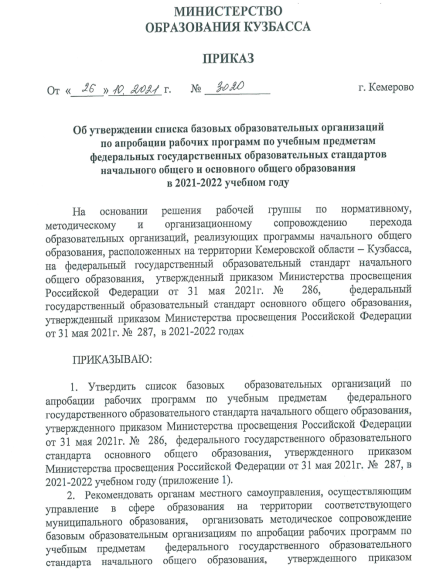 МИНИСТЕРСТВО
ОБРАЗОВАНИЯ КУЗБАССА
ПРИКАЗ
От « 26 » 10. 2021 г. № 3020 г. Кемерово
Об утверждении списка базовых образовательных организаций
по апробации рабочих программ по учебным предметам
федеральных государственных образовательных стандартов
начального общего и основного общего образования
в 2021-2022 учебном году
На основании решения рабочей группы по нормативному,
методическому и организационному сопровождению перехода
образовательных организаций, реализующих программы начального общего
образования, расположенных на территории Кемеровской области – Кузбасса,
на федеральный государственный образовательный стандарт начального
общего образования, утвержденный приказом Министерства просвещения
Российской Федерации от 31 мая 2021г. № 286, федеральный
государственный образовательный стандарт основного общего образования,
утвержденный приказом Министерства просвещения Российской Федерации
от 31 мая 2021г. № 287, в 2021-2022 годах
ПРИКАЗЫВАЮ:
1. Утвердить список базовых образовательных организаций по
апробации рабочих программ по учебным предметам федерального
государственного образовательного стандарта начального общего образования,
утвержденного приказом Министерства просвещения Российской Федерации
от 31 мая 2021г. № 286, федерального государственного образовательного
стандарта основного общего образования, утвержденного приказом
Министерства просвещения Российской Федерации от 31 мая 2021г. № 287, в
2021-2022 учебном году (приложение 1).
2. Рекомендовать органам местного самоуправления, осуществляющим
управление в сфере образования на территории соответствующего
муниципального образования, организовать методическое сопровождение
базовым образовательным организациям по апробации рабочих программ по
учебным предметам федерального государственного образовательного
стандарта начального общего образования, утвержденного приказом